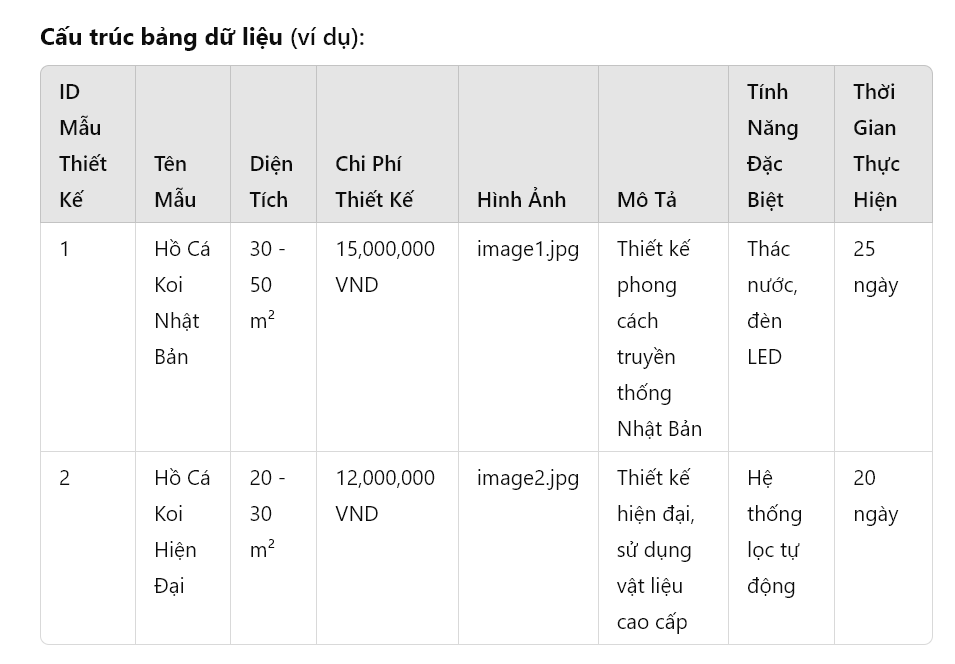 Cấu trúc bảng dữ liệu (ví dụ):
ID Mẫu Thiết Kế | Tên Mẫu | Diện Tích | Chi Phí Thiết Kế | Hình Ảnh | Mô Tả | Tính Năng Đặc Biệt | Thời Gian Thực Hiện
1 | Hồ Cá Koi Nhật Bản | 30 - 50 m² | 15,000,000 VND | image1.jpg | Thiết kế phong cách truyền thống Nhật Bản | Thác nước, đèn LED | 25 ngày
2 | Hồ Cá Koi Hiện Đại | 20 - 30 m² | 12,000,000 VND | image2.jpg | Thiết kế hiện đại, sử dụng vật liệu cao cấp | Hệ thống lọc tự động | 20 ngày